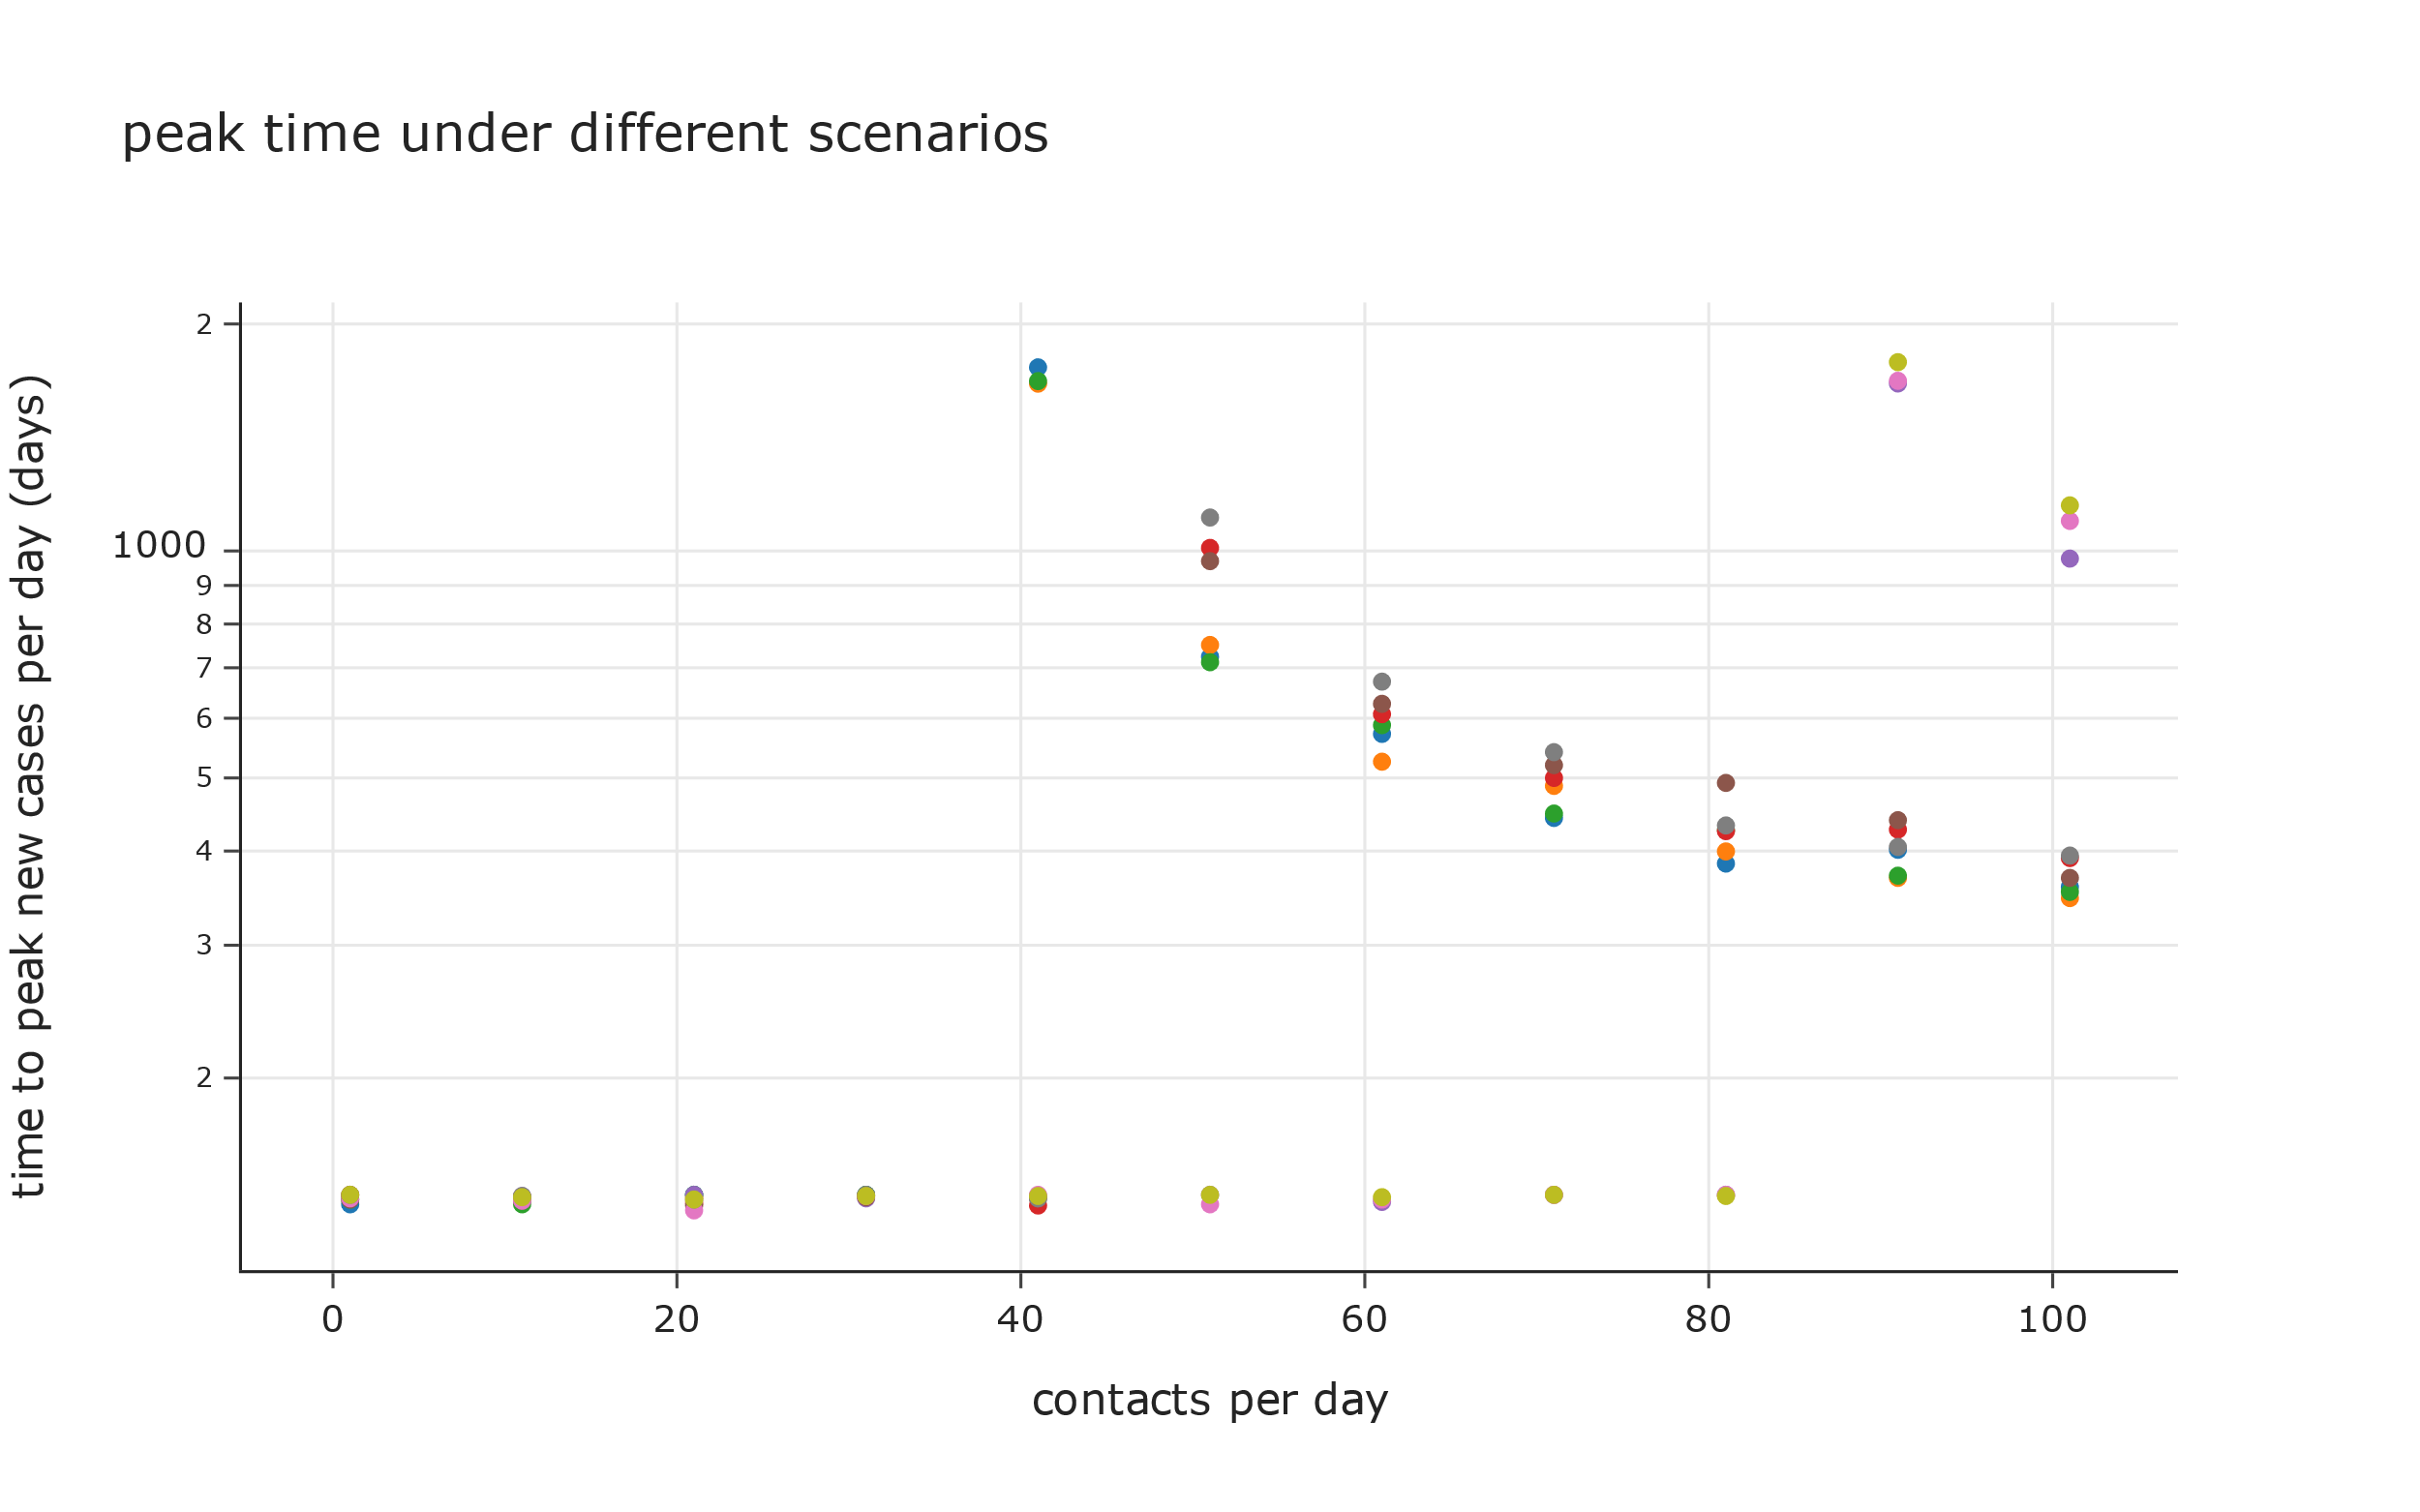 peak time under different scenarios
time to peak new cases per day (days)
2
1000
9
8
7
6
5
4
3
2
0 20 40 60 80 100
contacts per day